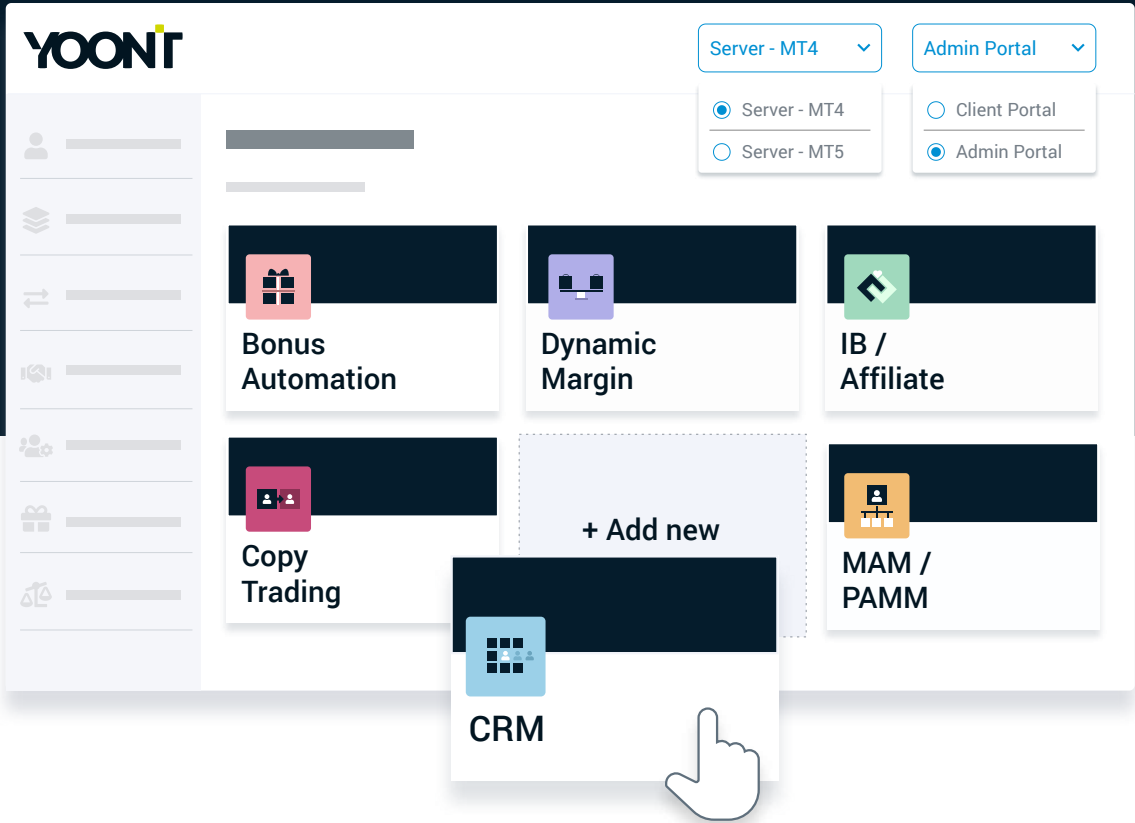 YOONIT
Server - MT4
Admin Portal
Server - MT4
Client Portal
Server - MT5
Admin Portal
Bonus
Automation
Dynamic
Margin
IB /
Affiliate
Copy
Trading
+ Add new
MAM /
PAMM
CRM